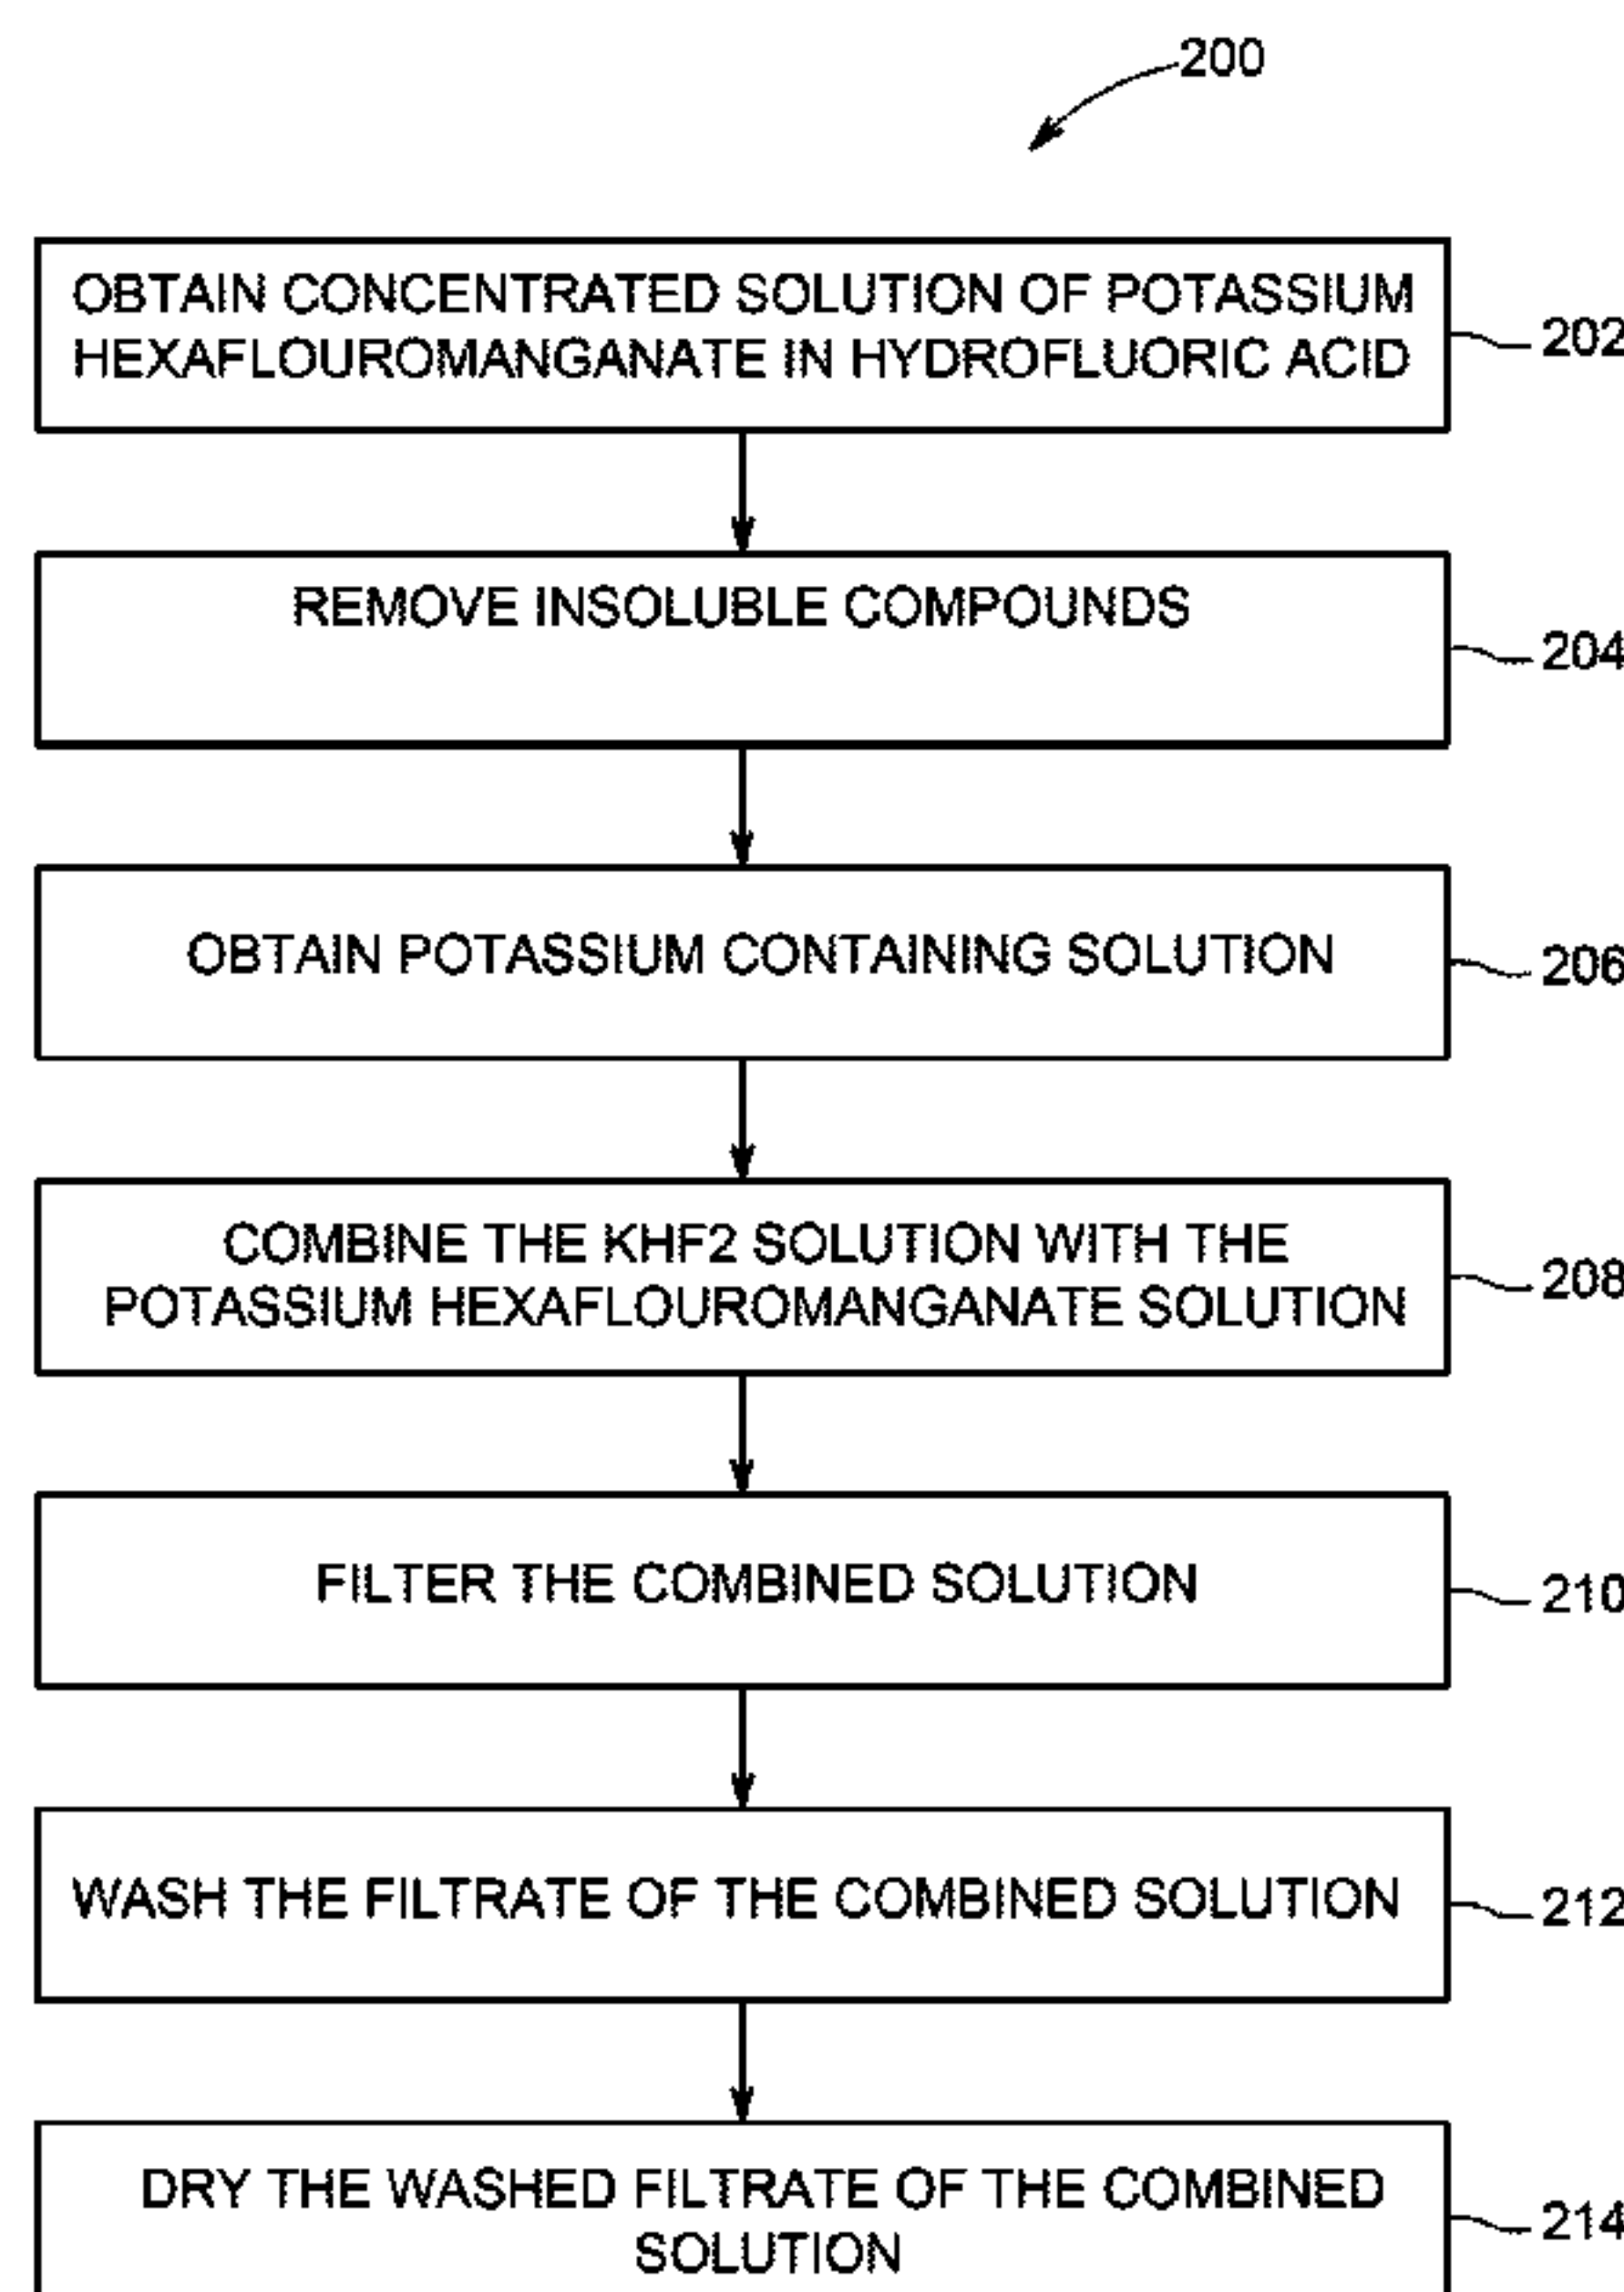 200
OBTAIN CONCENTRATED SOLUTION OF POTASSIUM
HEXAFLOUROMANGANATE IN HYDROFLUORIC ACID
202
REMOVE INSOLUBLE COMPOUNDS
204
OBTAIN POTASSIUM CONTAINING SOLUTION
206
COMBINE THE KHF2 SOLUTION WITH THE
POTASSIUM HEXAFLOUROMANGANATE SOLUTION
208
FILTER THE COMBINED SOLUTION
210
WASH THE FILTRATE OF THE COMBINED SOLUTION
212
DRY THE WASHED FILTRATE OF THE COMBINED
SOLUTION
214